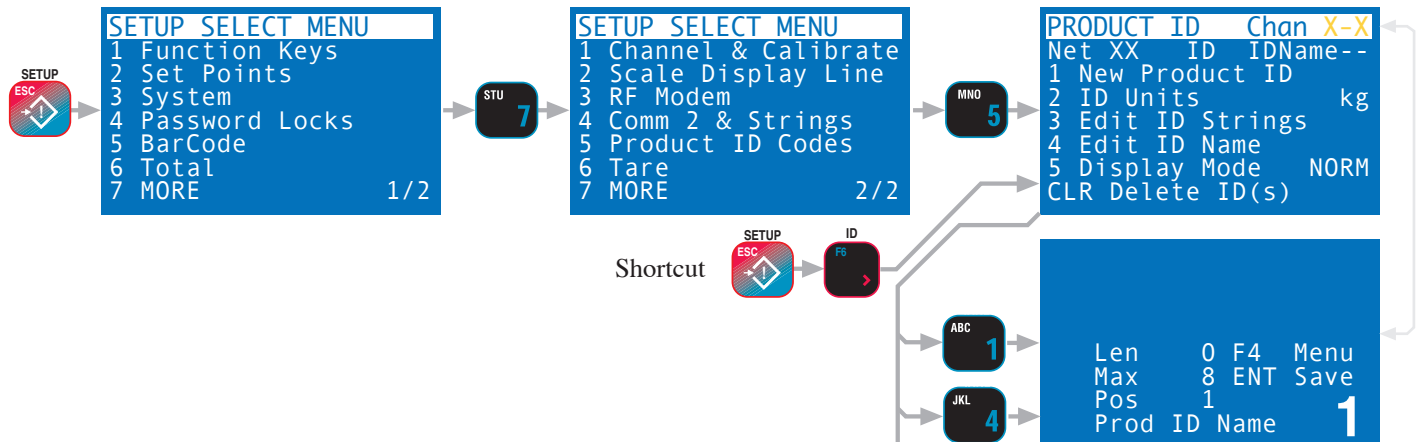 SETUP SELECT MENU
1 Function Keys
2 Set Points
3 System
4 Password Locks
5 BarCode
6 Total
7 MORE 1/2
SETUP
ESC
STU
7
SETUP SELECT MENU
1 Channel & Calibrate
2 Scale Display Line
3 RF Modem
4 Comm 2 & Strings
5 Product ID Codes
6 Tare
7 MORE 2/2
MNO
5
PRODUCT ID Chan X-X
Net XX ID IDName--
1 New Product ID
2 ID Units kg
3 Edit ID Strings
4 Edit ID Name
5 Display Mode NORM
CLR Delete ID(s)
Shortcut
SETUP
ESC
ID
F6
ABC
1
JKL
4
Len 0 F4 Menu
Max 8 ENT Save
Pos 1
Prod ID Name 1